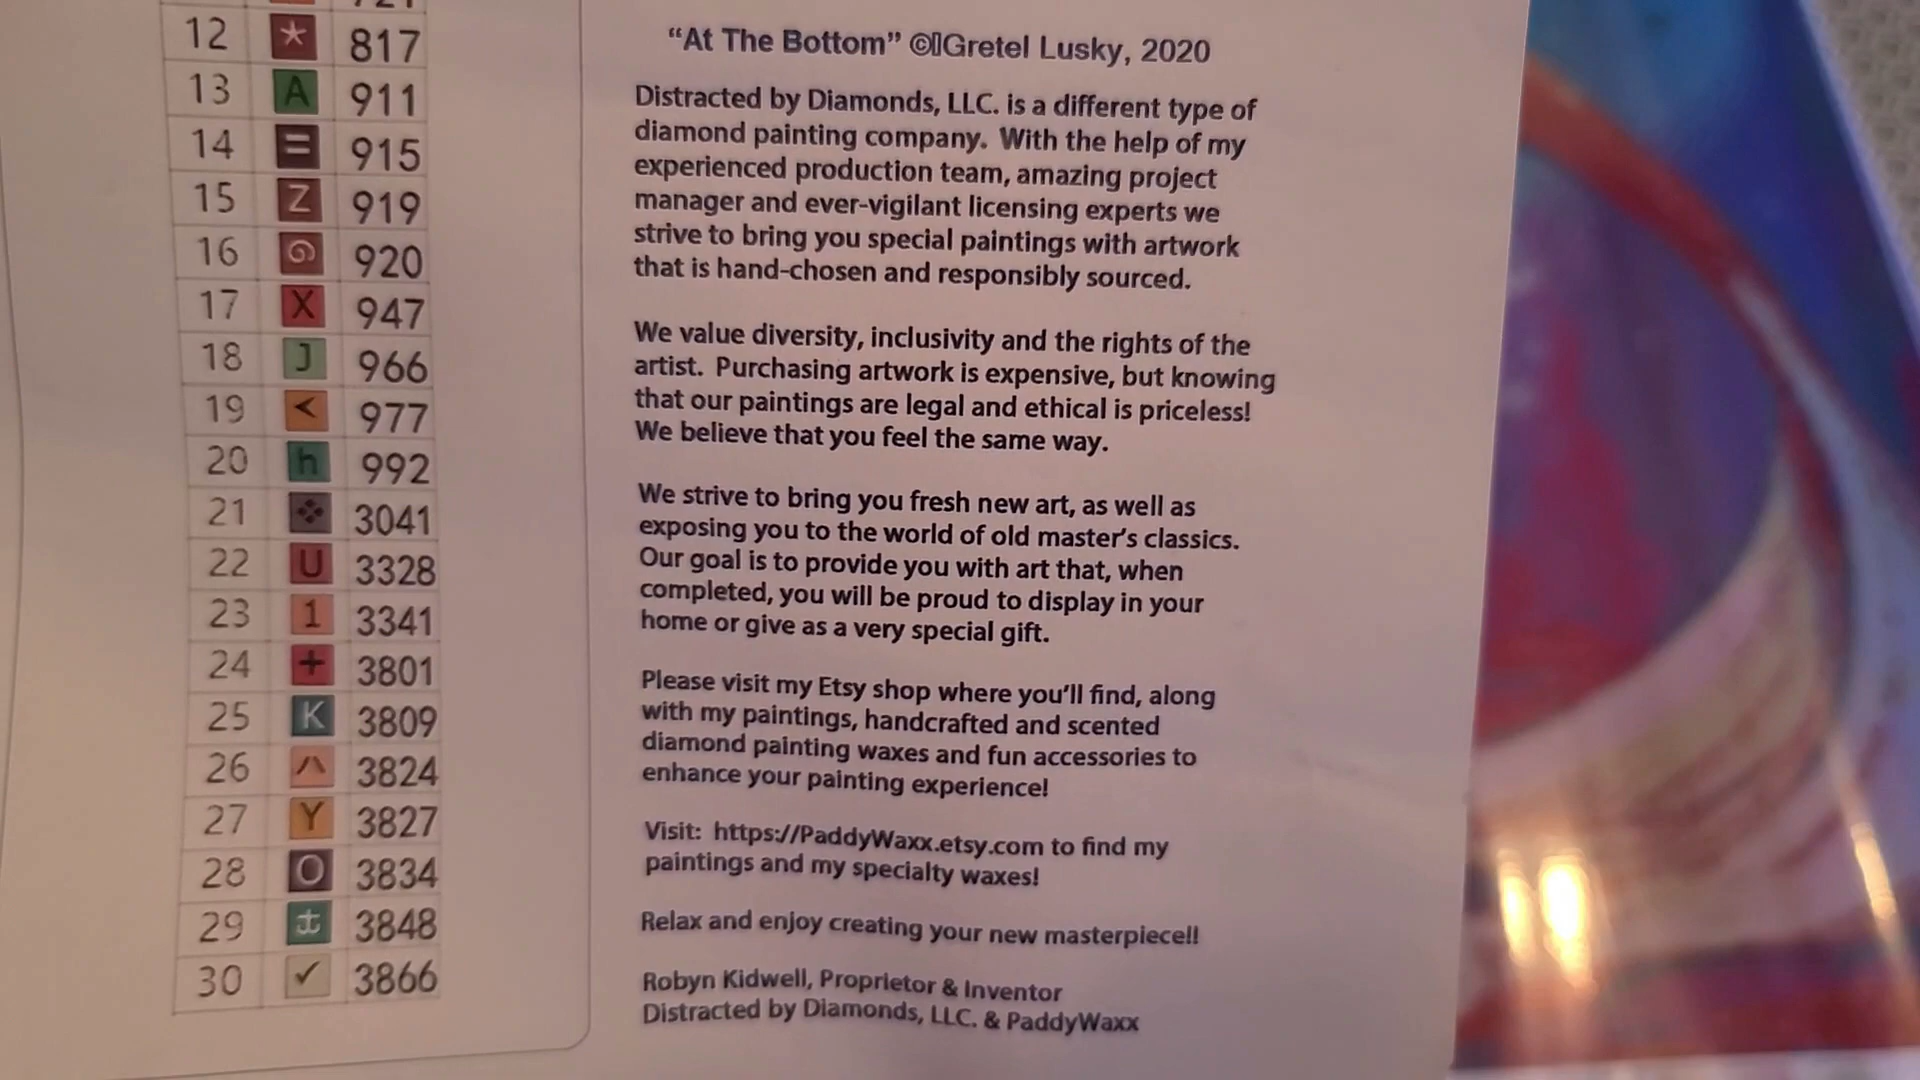 12 * 817
13 A 911
14 = 915
15 Z 919
16 920
17 X 947
18 J 966
19 < 977
20 h 992
21 ❖ 3041
22 U 3328
23 1 3341
24 + 3801
25 K 3809
26 3824
27 Y 3827
28 O 3834
29 3848
30 ✓ 3866
“At The Bottom” ©▯Gretel Lusky, 2020
Distracted by Diamonds, LLC. is a different type of
diamond painting company. With the help of my
experienced production team, amazing project
manager and ever-vigilant licensing experts we
strive to bring you special paintings with artwork
that is hand-chosen and responsibly sourced.
We value diversity, inclusivity and the rights of the
artist. Purchasing artwork is expensive, but knowing
that our paintings are legal and ethical is priceless!
We believe that you feel the same way.
We strive to bring you fresh new art, as well as
exposing you to the world of old master’s classics.
Our goal is to provide you with art that, when
completed, you will be proud to display in your
home or give as a very special gift.
Please visit my Etsy shop where you’ll find, along
with my paintings, handcrafted and scented
diamond painting waxes and fun accessories to
enhance your painting experience!
Visit: https://PaddyWaxx.etsy.com to find my
paintings and my specialty waxes!
Relax and enjoy creating your new masterpiece!!
Robyn Kidwell, Proprietor & Inventor
Distracted by Diamonds, LLC. & PaddyWaxx